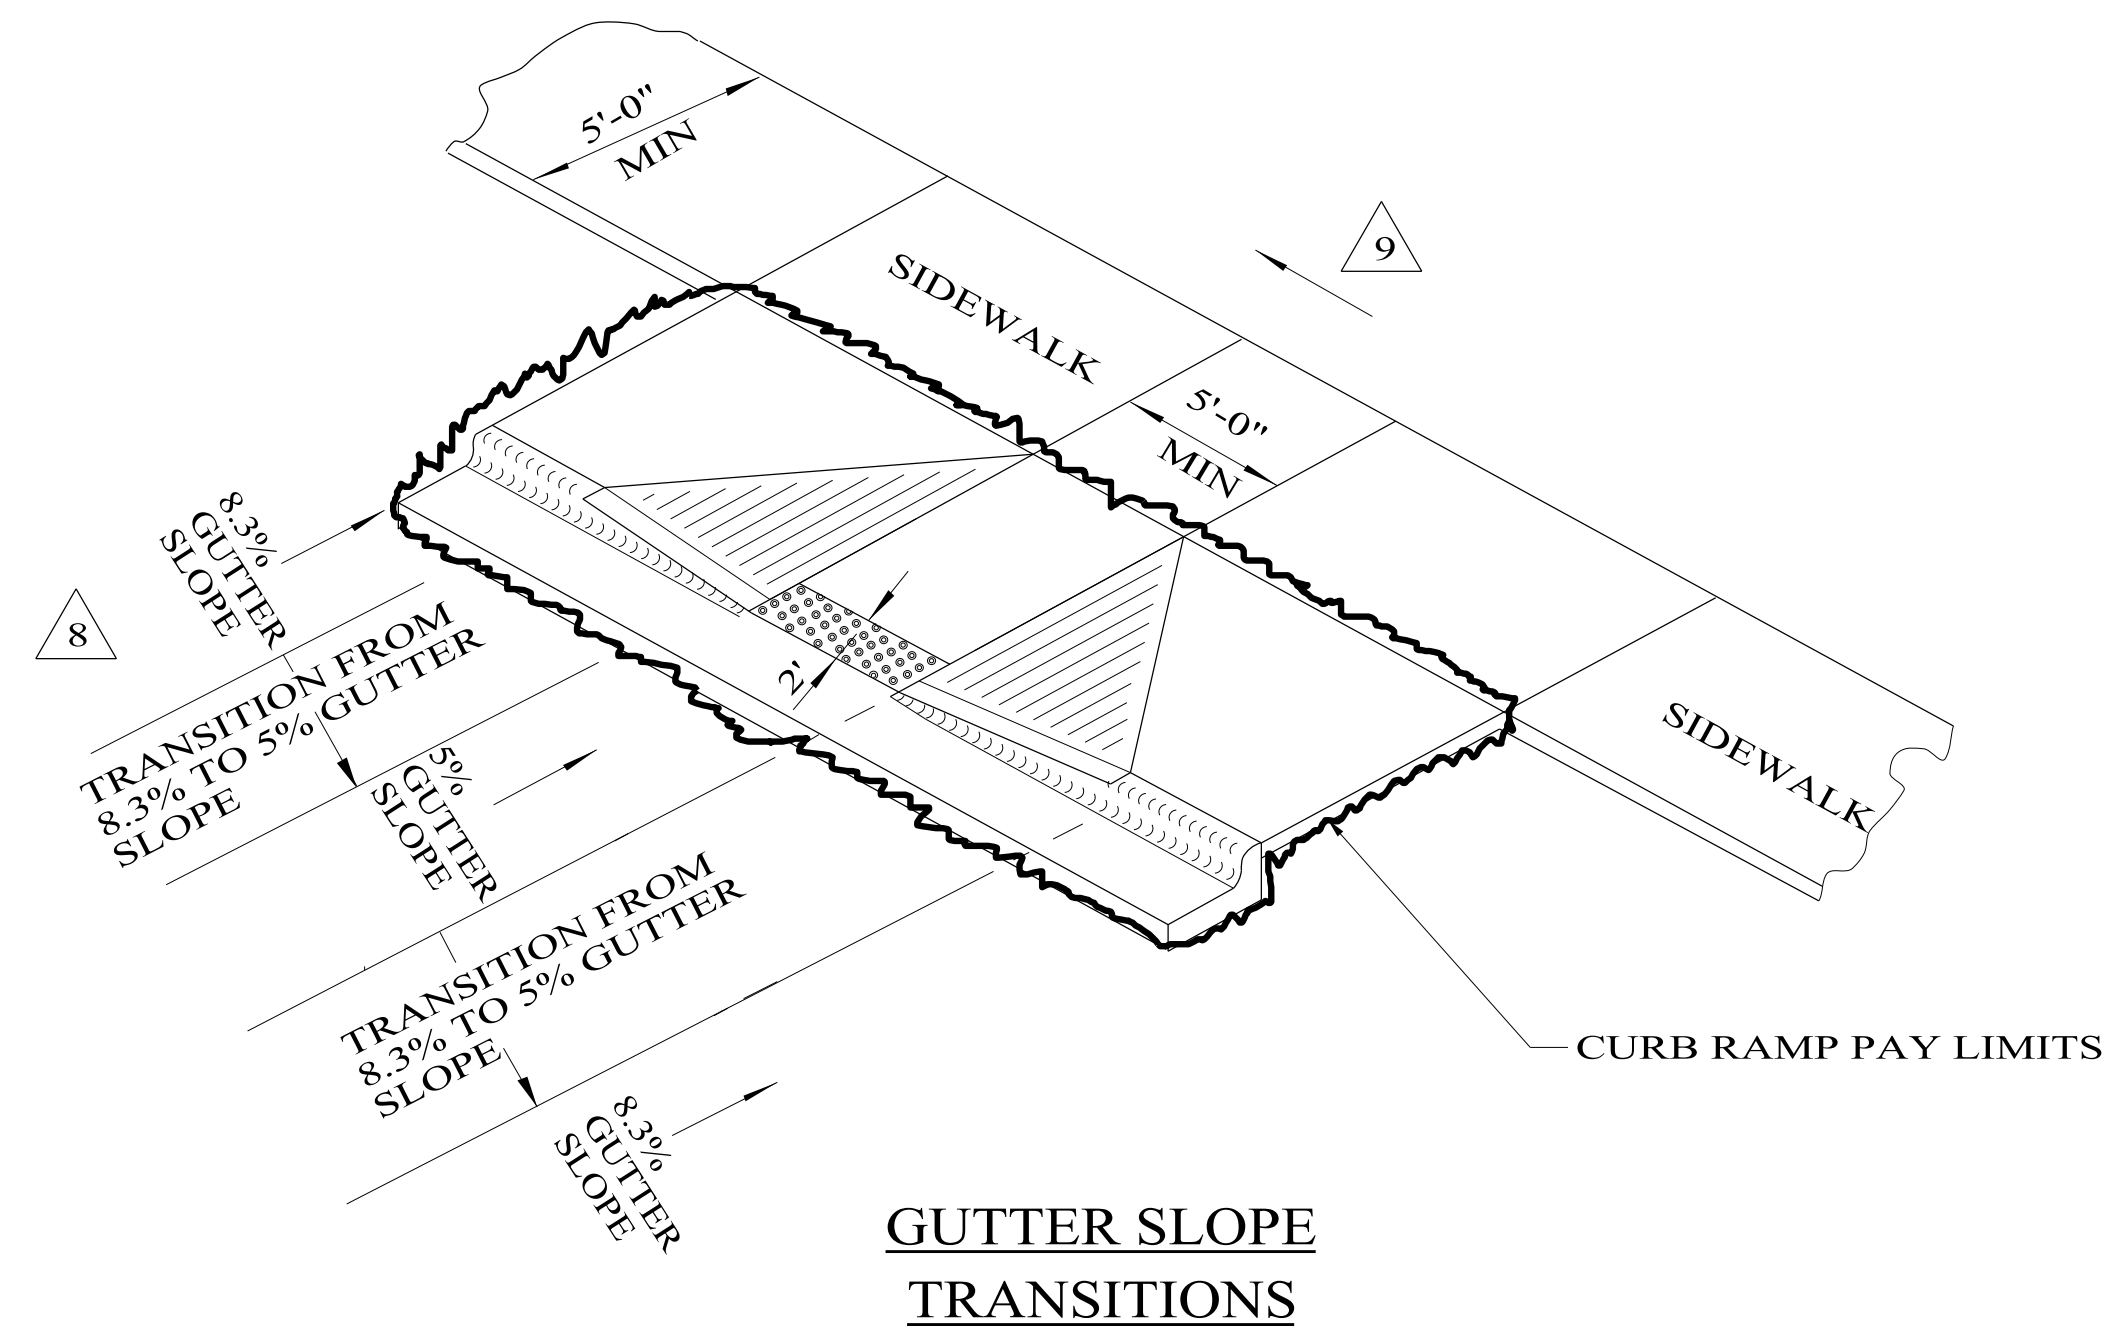 5'-0"
MIN
9
SIDEWALK
5'-0"
MIN
8.3%
GUTTER
SLOPE
8
TRANSITION FROM
8.3% TO 5% GUTTER
SLOPE
2'
SIDEWALK
5%
GUTTER
SLOPE
TRANSITION FROM
8.3% TO 5% GUTTER
SLOPE
CURB RAMP PAY LIMITS
8.3%
GUTTER
SLOPE
GUTTER SLOPE
TRANSITIONS